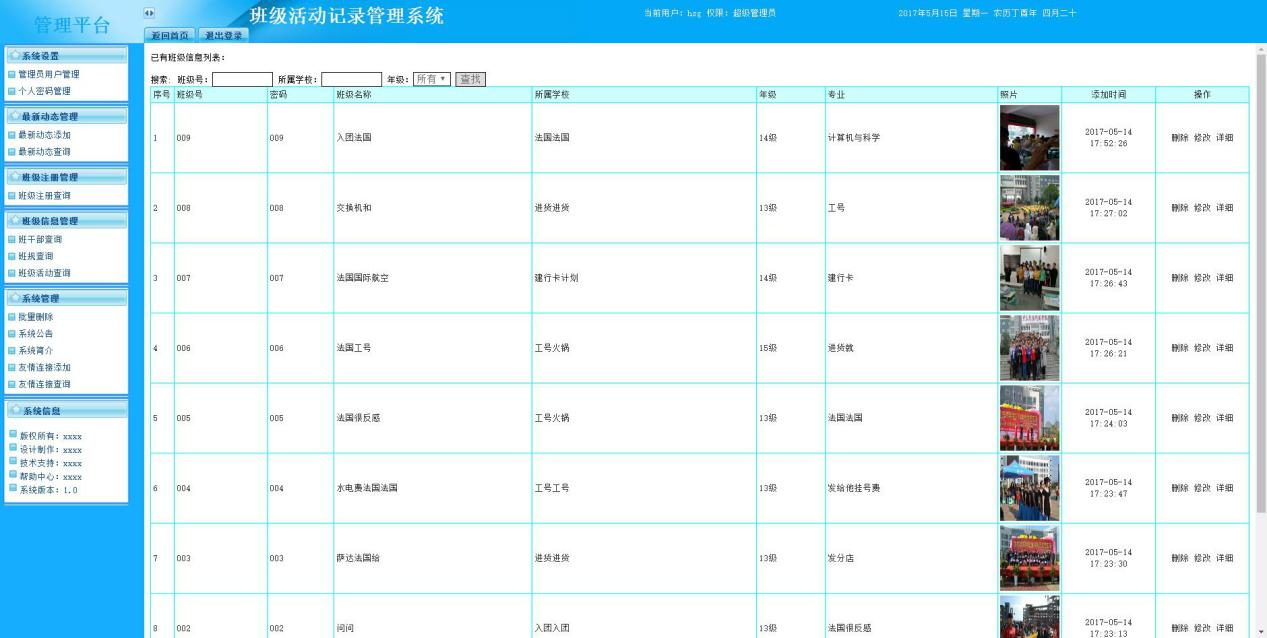 管理平台
班级活动记录管理系统
当前用户：hsg 权限：超级管理员
2017年5月15日 星期一 农历丁酉年 四月二十
返回首页 退出登录
系统设置
管理员用户管理
个人密码管理
最新动态管理
最新动态添加
最新动态查询
班级注册管理
班级注册查询
班级信息管理
班干部查询
班规查询
班级活动查询
系统管理
批量删除
系统公告
系统简介
友情连接添加
友情连接查询
系统信息
版权所有：xxxx
设计制作：xxxx
技术支持：xxxx
帮助中心：xxxx
系统版本：1.0
已有班级信息列表：
搜索: 班级号： 所属学校： 年级： 所有 查找
序号 班级号 密码 班级名称 所属学校 年级 专业 照片 添加时间 操作
1 009 009 入团法国 法国法国 14级 计算机与科学 2017-05-14 17:52:26 删除 修改 详细
2 008 008 交换机和 进货进货 13级 工号 2017-05-14 17:27:02 删除 修改 详细
3 007 007 法国国际航空 建行卡计划 14级 建行卡 2017-05-14 17:26:43 删除 修改 详细
4 006 006 法国工号 工号火锅 15级 进货就 2017-05-14 17:26:21 删除 修改 详细
5 005 005 法国很反感 工号火锅 13级 法国法国 2017-05-14 17:24:03 删除 修改 详细
6 004 004 水电费法国法国 工号工号 13级 发给他挂号费 2017-05-14 17:23:47 删除 修改 详细
7 003 003 萨达法国给 进货进货 13级 发分店 2017-05-14 17:23:30 删除 修改 详细
8 002 002 问问 入团入团 13级 法国很反感 2017-05-14 17:23:13 删除 修改 详细